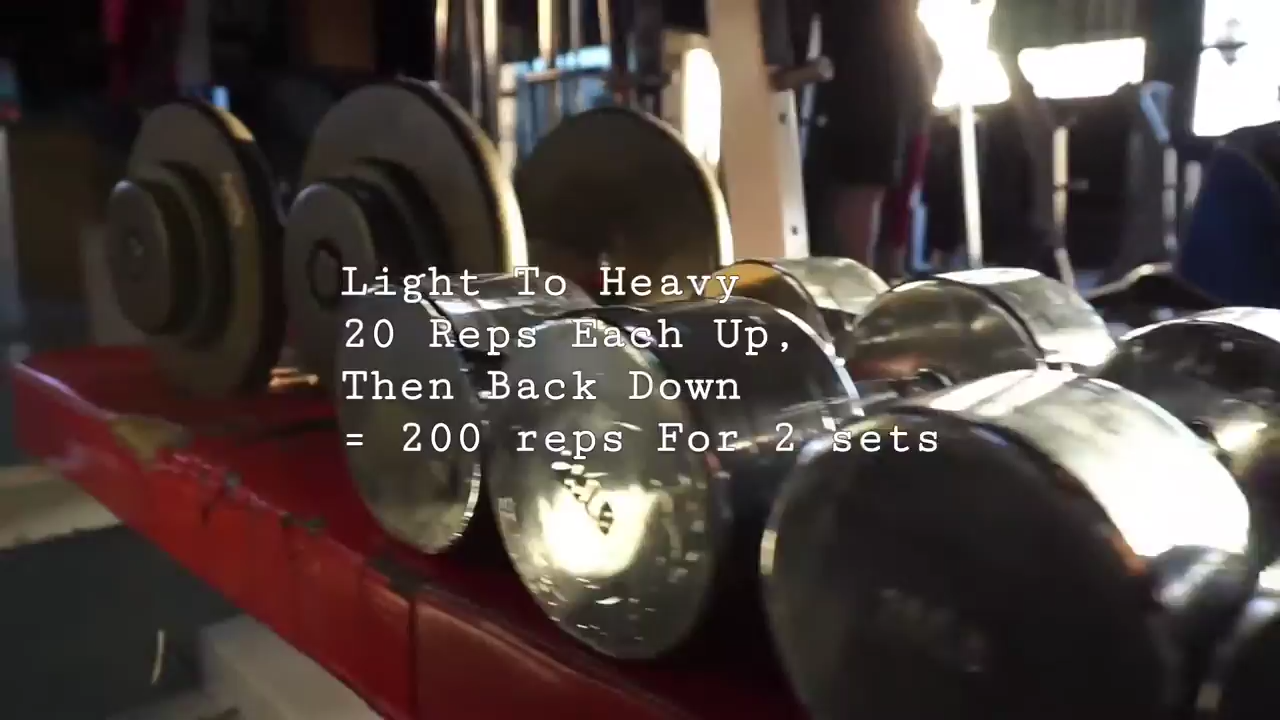 Light To Heavy
20 Reps Each Up,
Then Back Down
= 200 reps For 2 sets